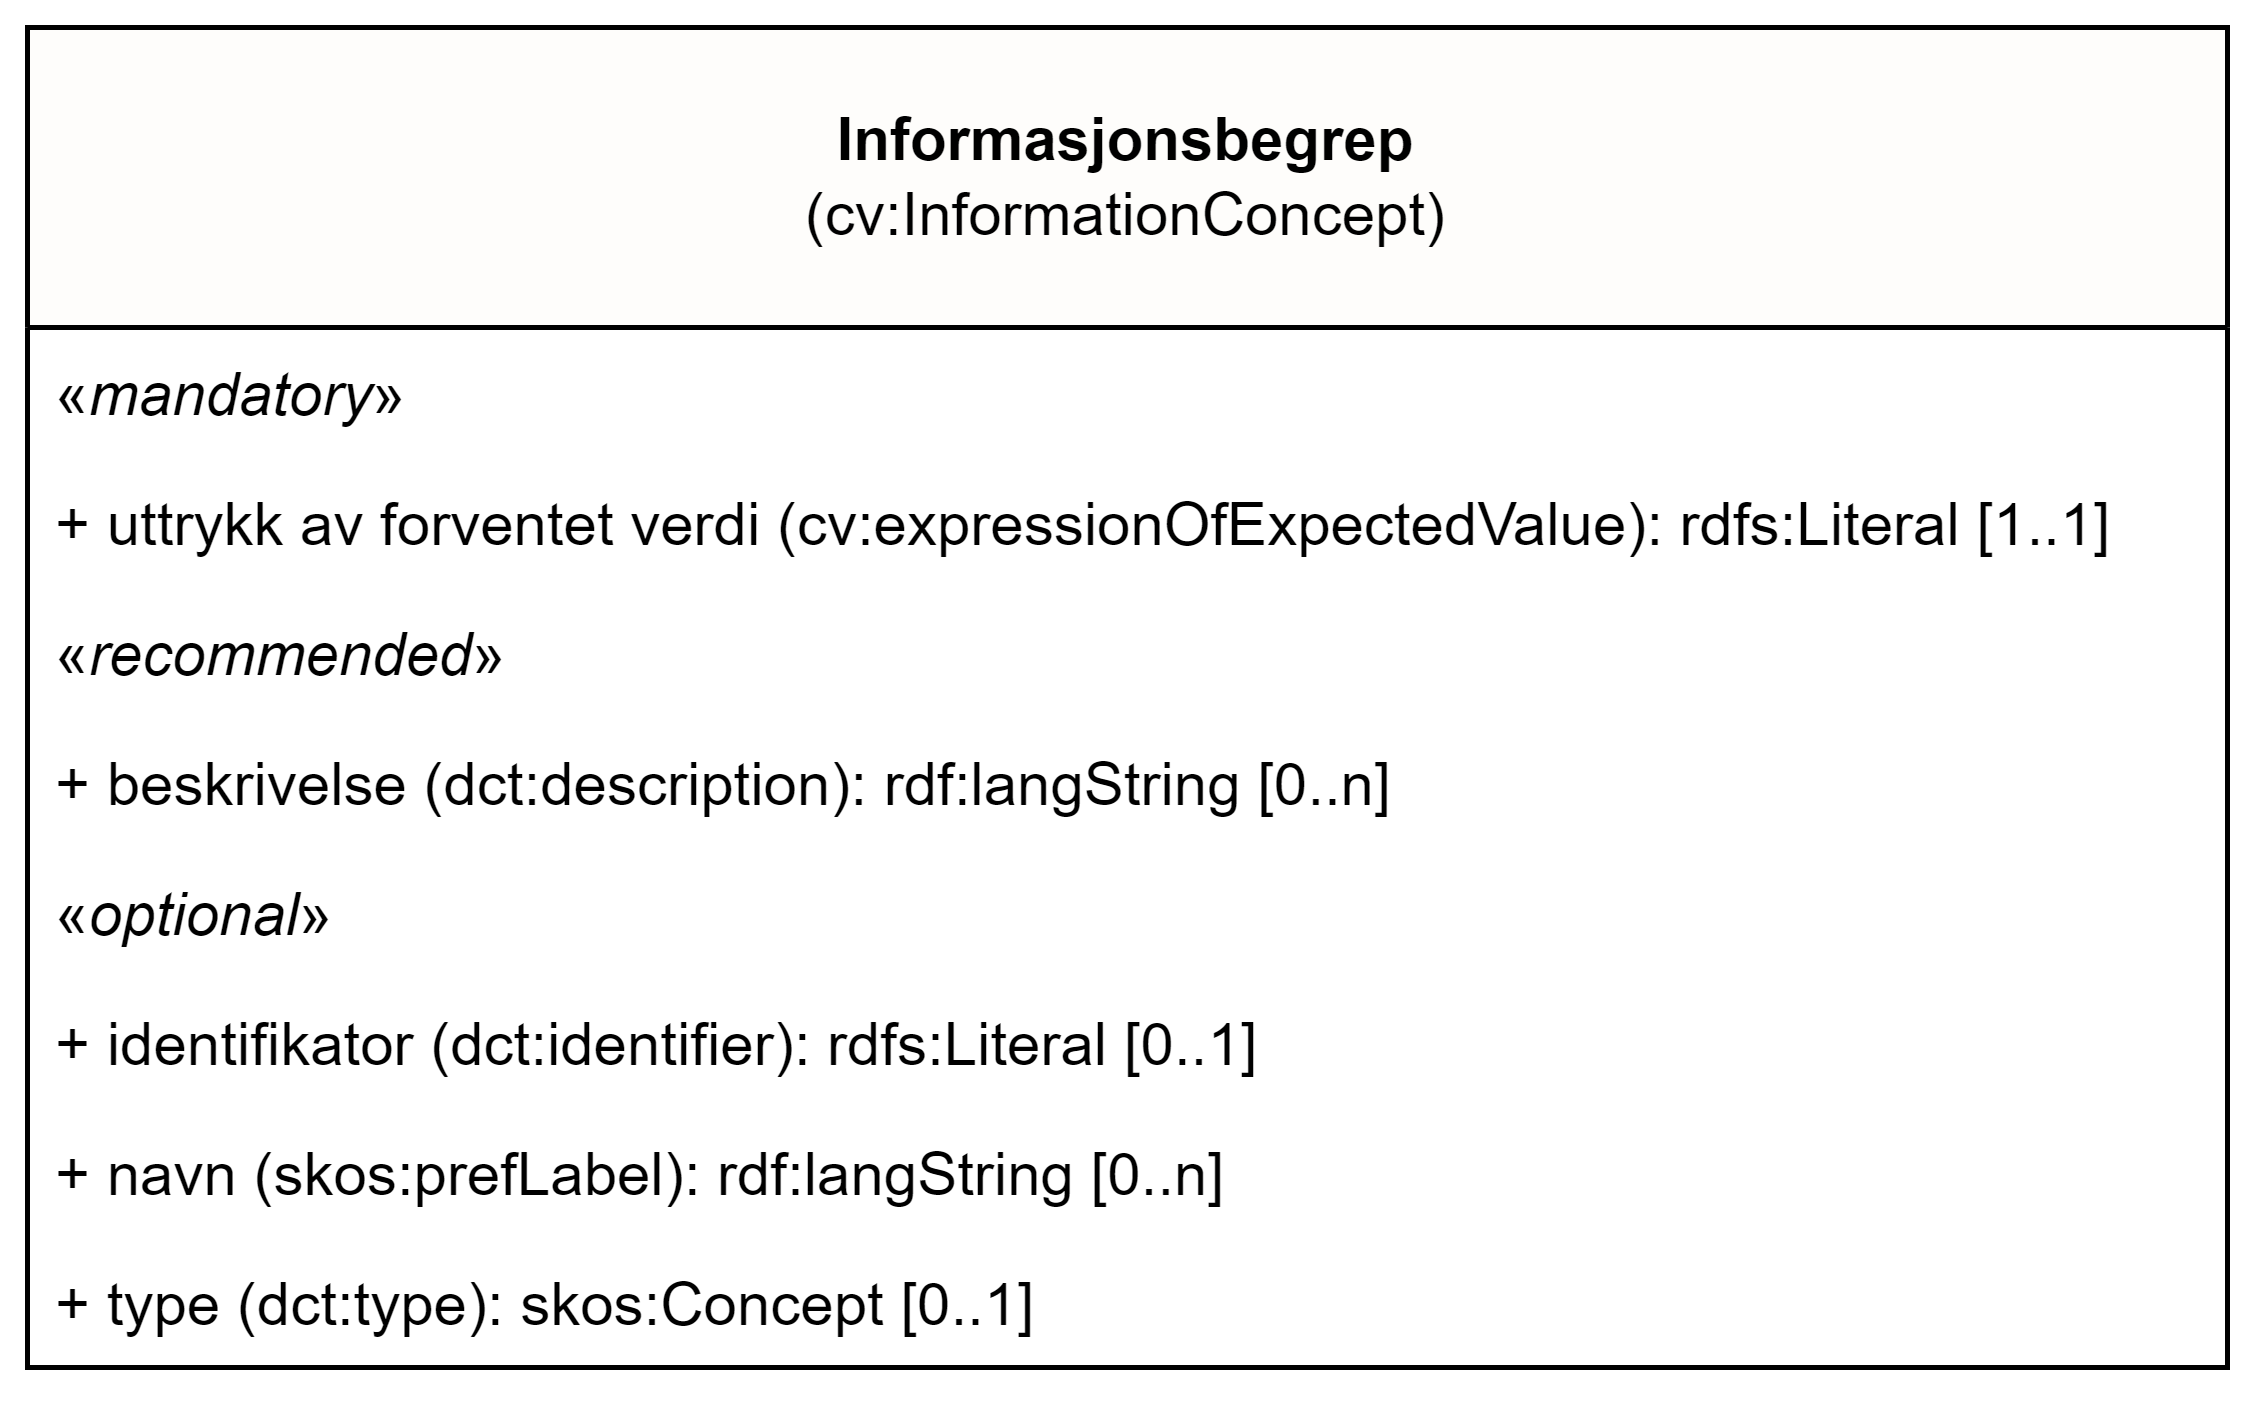 Informasjonsbegrep
(cv:InformationConcept)
«mandatory»
+ uttrykk av forventet verdi (cv:expressionOfExpectedValue): rdfs:Literal [1..1]
«recommended»
+ beskrivelse (dct:description): rdf:langString [0..n]
«optional»
+ identifikator (dct:identifier): rdfs:Literal [0..1]
+ navn (skos:prefLabel): rdf:langString [0..n]
+ type (dct:type): skos:Concept [0..1]